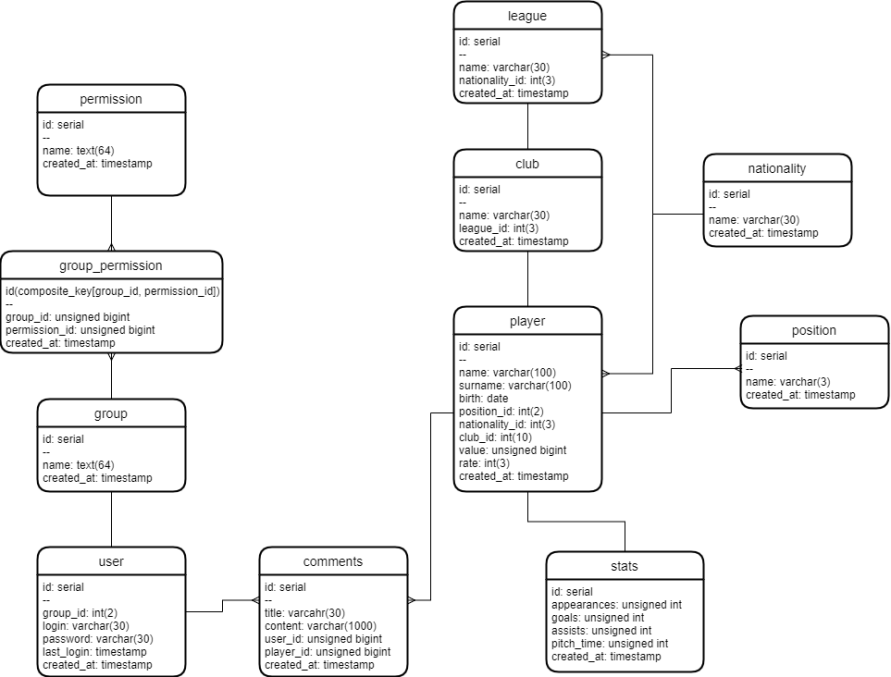 league
id: serial
--
name: varchar(30)
nationality_id: int(3)
created_at: timestamp
permission
id: serial
--
name: text(64)
created_at: timestamp
club
id: serial
--
name: varchar(30)
league_id: int(3)
created_at: timestamp
nationality
id: serial
--
name: varchar(30)
created_at: timestamp
group_permission
id(composite_key[group_id, permission_id])
--
group_id: unsigned bigint
permission_id: unsigned bigint
created_at: timestamp
player
id: serial
--
name: varchar(100)
surname: varchar(100)
birth: date
position_id: int(2)
nationality_id: int(3)
club_id: int(10)
value: unsigned bigint
rate: int(3)
created_at: timestamp
position
id: serial
--
name: varchar(3)
created_at: timestamp
group
id: serial
--
name: text(64)
created_at: timestamp
user
id: serial
--
group_id: int(2)
login: varchar(30)
password: varchar(30)
last_login: timestamp
created_at: timestamp
comments
id: serial
--
title: varcahr(30)
content: varchar(1000)
user_id: unsigned bigint
player_id: unsigned bigint
created_at: timestamp
stats
id: serial
appearances: unsigned int
goals: unsigned int
assists: unsigned int
pitch_time: unsigned int
created_at: timestamp